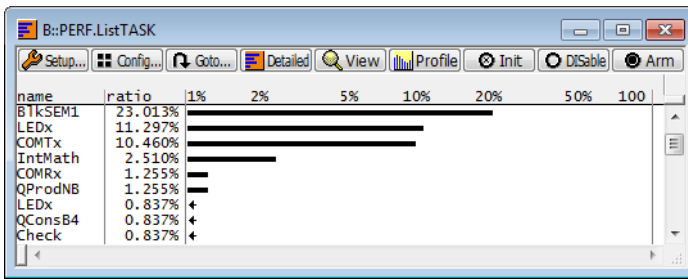 B::PERF.ListTASK
Setup... Config... Goto... Detailed View Profile Init DISable Arm
name ratio 1% 2% 5% 10% 20% 50% 100
BlkSEM1 23.013%
LEDx 11.297%
COMTx 10.460%
IntMath 2.510%
COMRx 1.255%
QProdNB 1.255%
LEDx 0.837%
QConsB4 0.837%
Check 0.837%